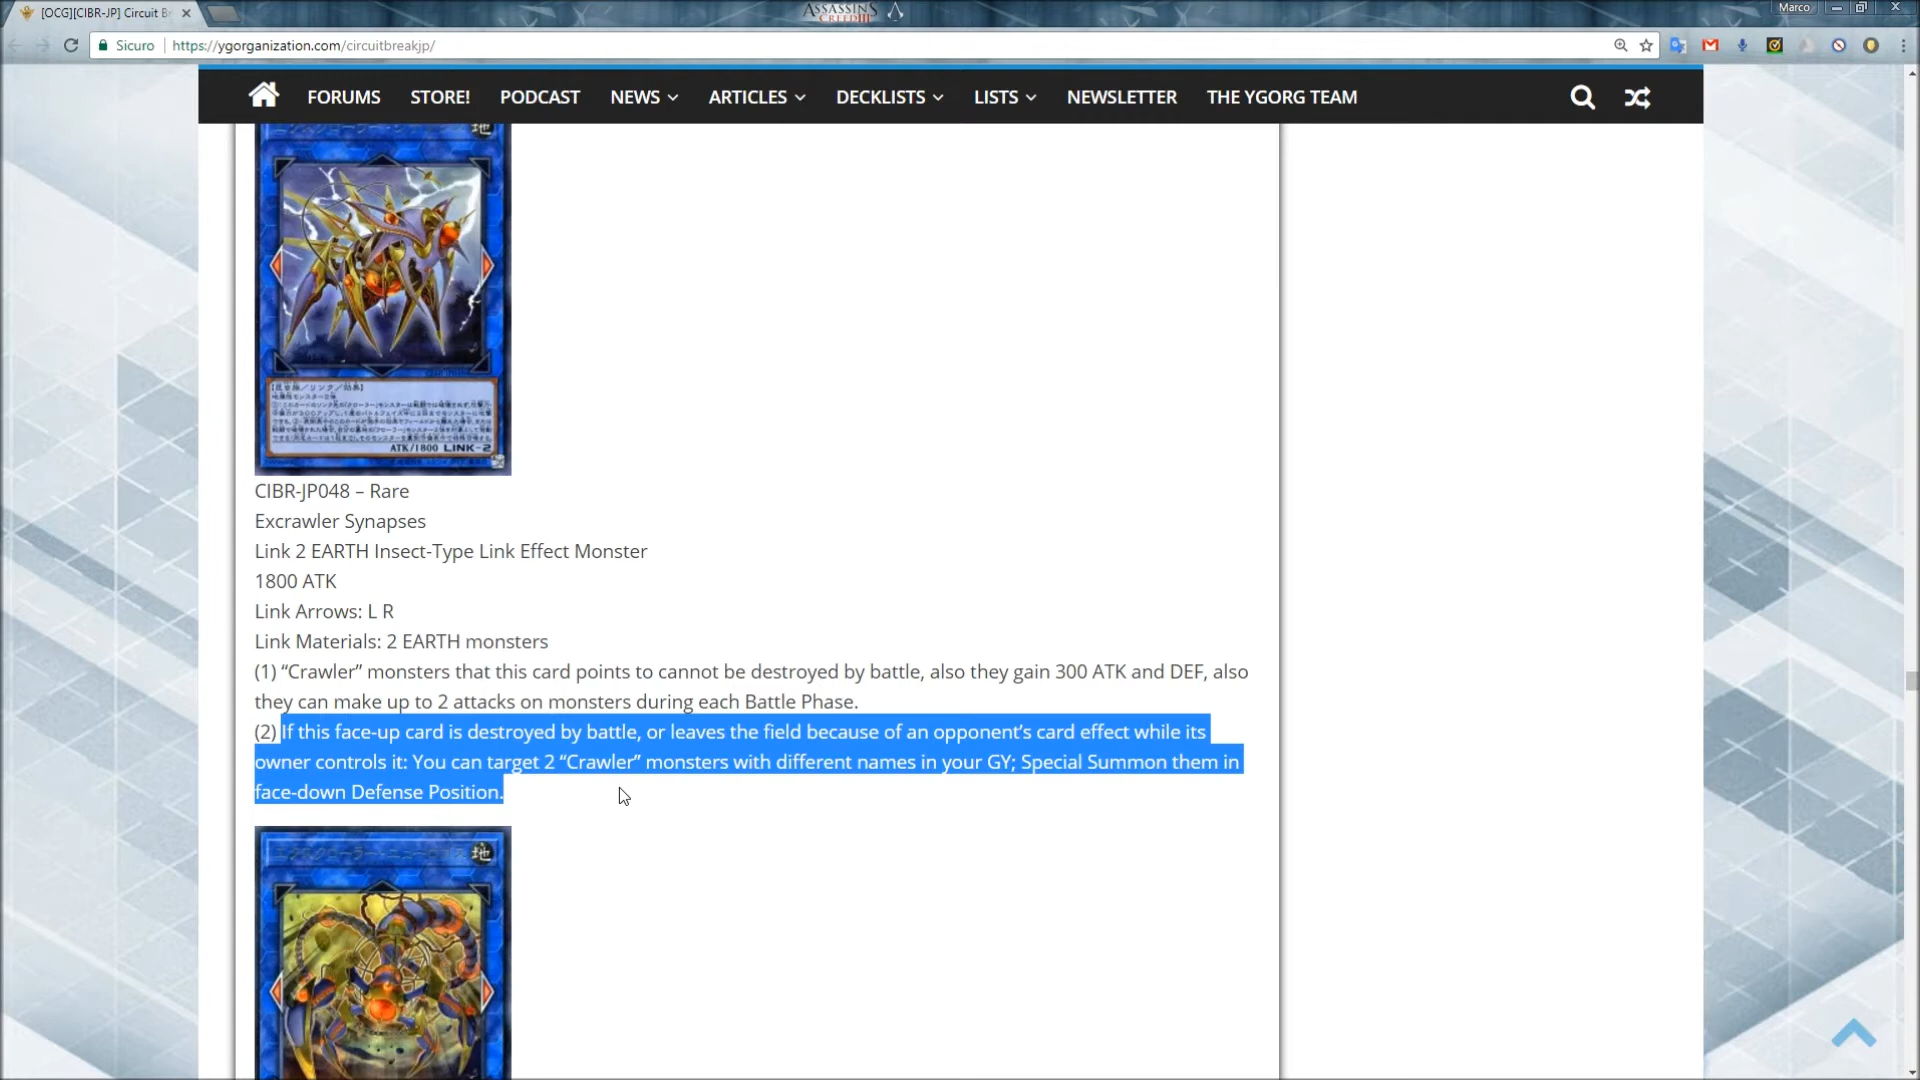 [OCG][CIBR-JP] Circuit Br
ASSASSIN'S
CREED III
Marco
Sicuro
https://ygorganization.com/circuitbreakjp/
FORUMS
STORE!
PODCAST
NEWS
ARTICLES
DECKLISTS
LISTS
NEWSLETTER
THE YGORG TEAM
地
ATK/1800 LINK-2
CIBR-JP048 – Rare
Excrawler Synapses
Link 2 EARTH Insect-Type Link Effect Monster
1800 ATK
Link Arrows: L R
Link Materials: 2 EARTH monsters
(1) “Crawler” monsters that this card points to cannot be destroyed by battle, also they gain 300 ATK and DEF, also
they can make up to 2 attacks on monsters during each Battle Phase.
(2) If this face-up card is destroyed by battle, or leaves the field because of an opponent’s card effect while its
owner controls it: You can target 2 “Crawler” monsters with different names in your GY; Special Summon them in
face-down Defense Position.
地